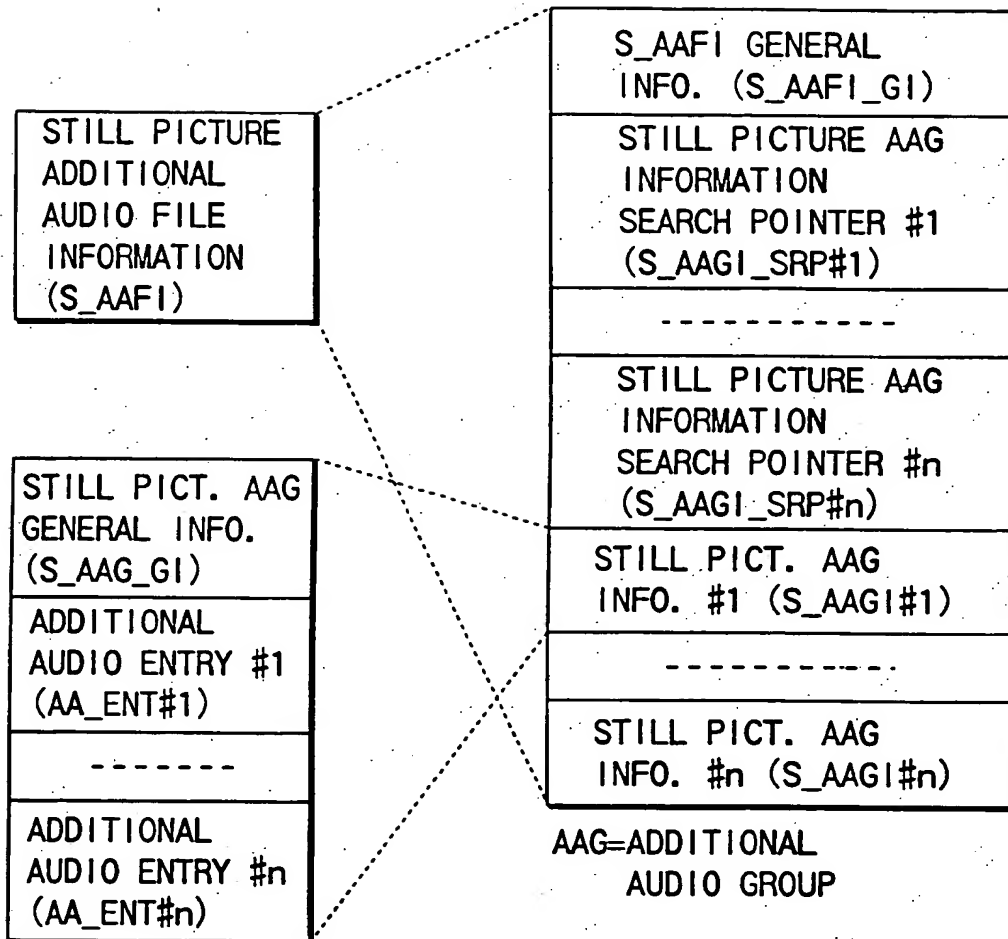 STILL PICTURE
ADDITIONAL
AUDIO FILE
INFORMATION
(S_AAFI)
S_AAFI GENERAL
INFO. (S_AAFI_GI)
STILL PICTURE AAG
INFORMATION
SEARCH POINTER #1
(S_AAGI_SRP#1)
-----------
STILL PICTURE AAG
INFORMATION
SEARCH POINTER #n
(S_AAGI_SRP#n)
STILL PICT. AAG
INFO. #1 (S_AAGI#1)
-----------
STILL PICT. AAG
INFO. #n (S_AAGI#n)
STILL PICT. AAG
GENERAL INFO.
(S_AAG_GI)
ADDITIONAL
AUDIO ENTRY #1
(AA_ENT#1)
-------
ADDITIONAL
AUDIO ENTRY #n
(AA_ENT#n)
AAG=ADDITIONAL
AUDIO GROUP